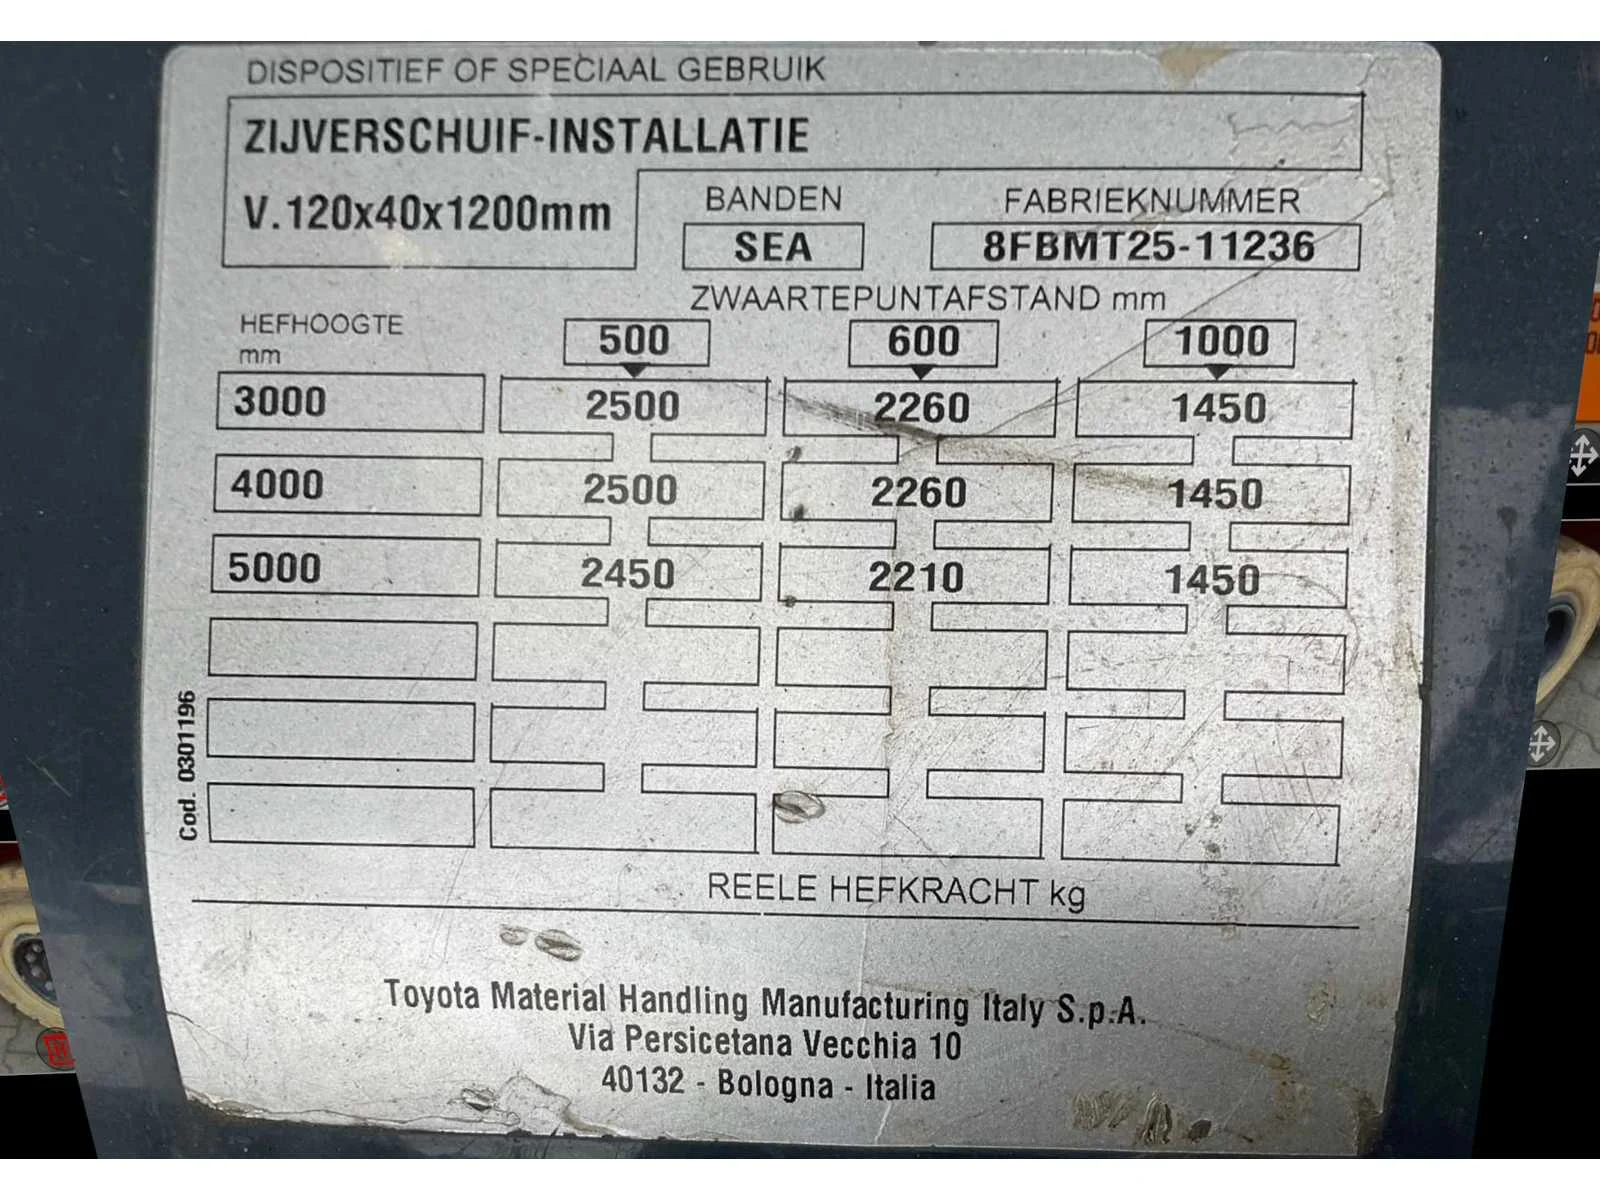 DISPOSITIEF OF SPECIAAL GEBRUIK
ZIJVERSCHUIF-INSTALLATIE
V.120x40x1200mm
BANDEN
SEA
FABRIEKNUMMER
8FBMT25-11236
ZWAARTEPUNTAFSTAND mm
HEFHOOGTE
mm
500 600 1000
3000 2500 2260 1450
4000 2500 2260 1450
5000 2450 2210 1450
Cod. 0301196
REELE HEFKRACHT kg
Toyota Material Handling Manufacturing Italy S.p.A.
Via Persicetana Vecchia 10
40132 - Bologna - Italia